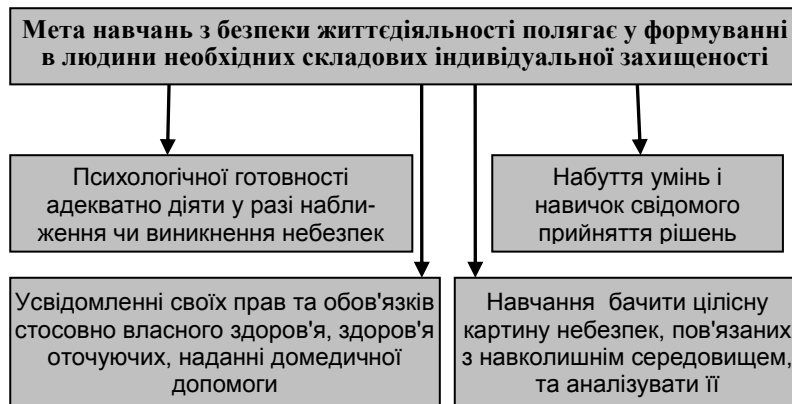 Мета навчань з безпеки життєдіяльності полягає у формуванні
в людини необхідних складових індивідуальної захищеності
Психологічної готовності
адекватно діяти у разі набли-
ження чи виникнення небезпек
Набуття умінь і
навичок свідомого
прийняття рішень
Усвідомленні своїх прав та обов'язків
стосовно власного здоров'я, здоров'я
оточуючих, наданні домедичної
допомоги
Навчання бачити цілісну
картину небезпек, пов'язаних
з навколишнім середовищем,
та аналізувати її